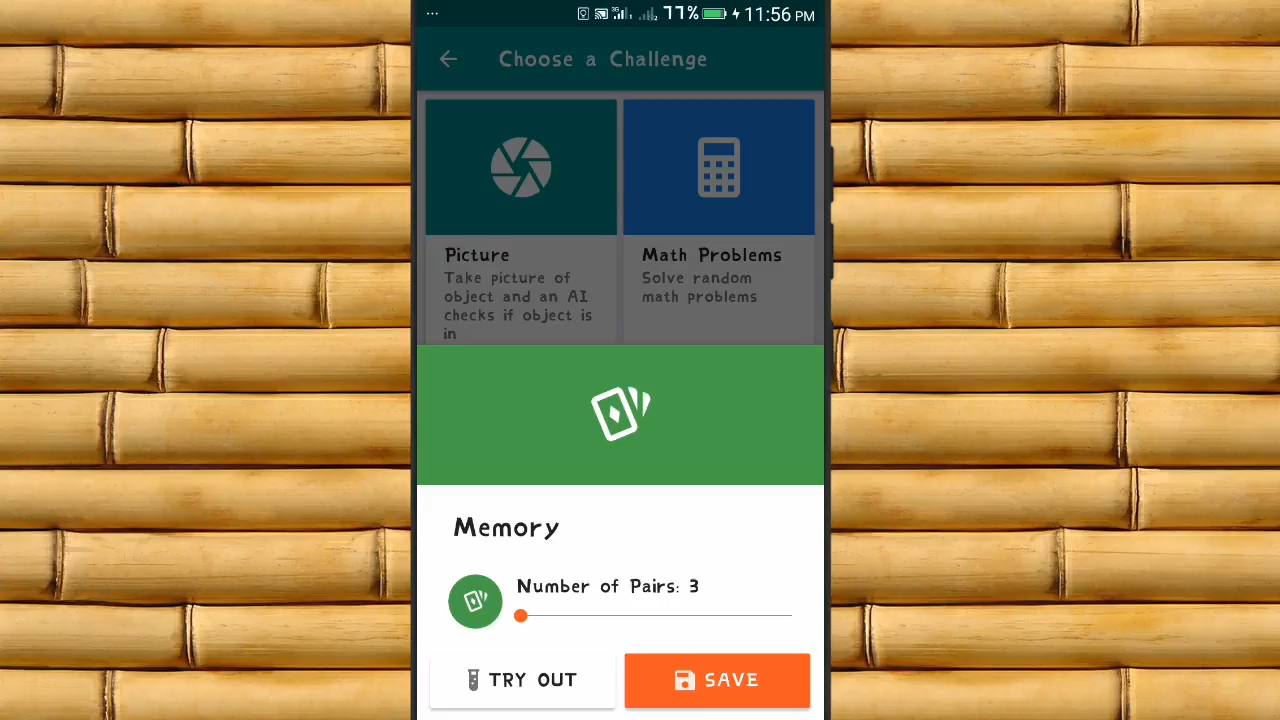 ... 3G 77% 11:56 PM
Choose a Challenge
Picture
Take picture of
object and an AI
checks if object is
in
Math Problems
Solve random
math problems
Memory
Number of Pairs: 3
TRY OUT
SAVE